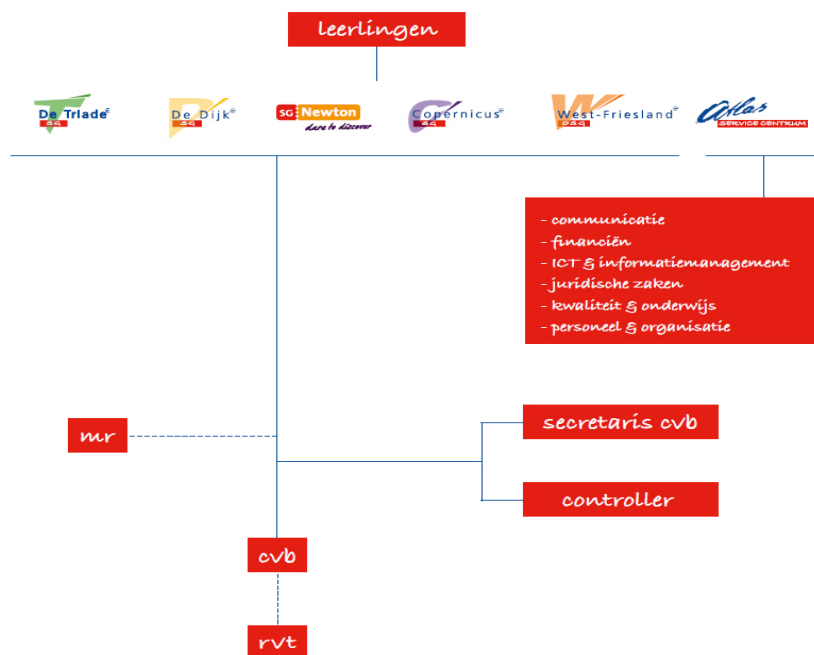 leerlingen
De Triade
SG
De Dijk
SG
SG Newton
dare to discover
Copernicus
SG
West-Friesland
OSG
Atlas
SERVICE CENTRUM
- communicatie
- financiën
- ICT & informatiemanagement
- juridische zaken
- kwaliteit & onderwijs
- personeel & organisatie
mr
secretaris cvb
controller
cvb
rvt